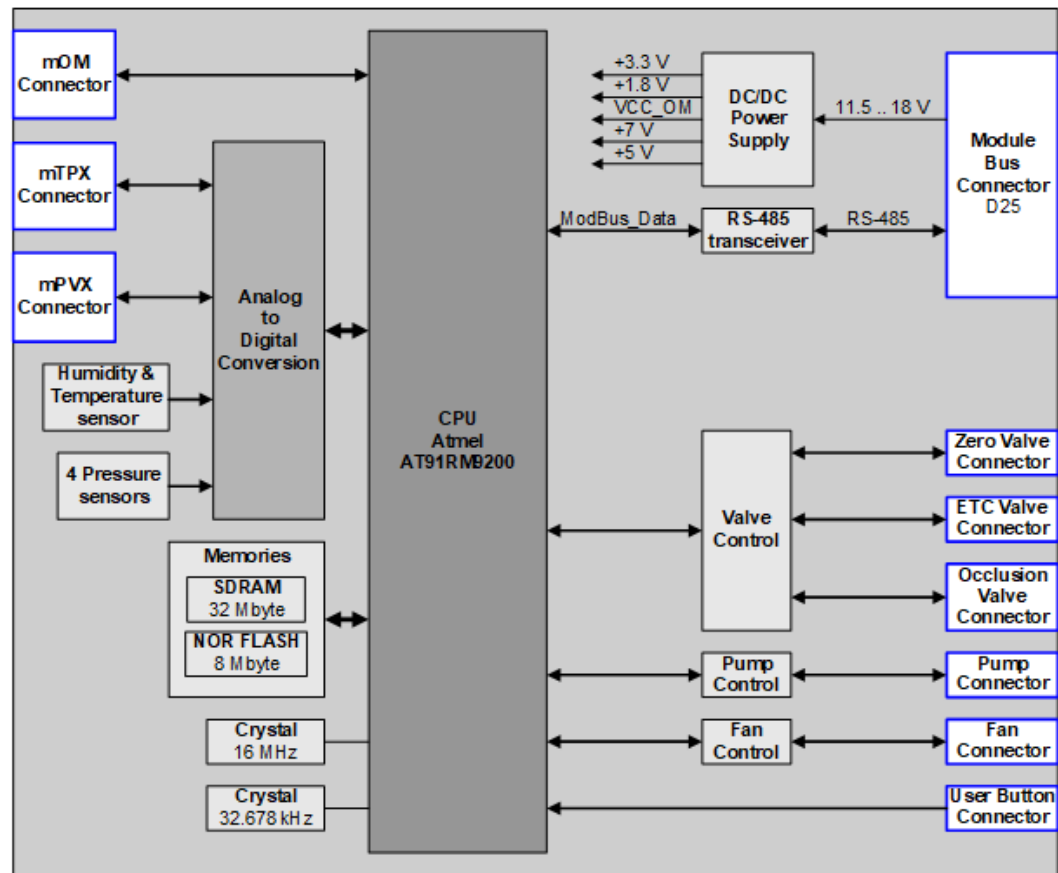 mOM
Connector
mTPX
Connector
mPVX
Connector
Humidity &
Temperature
sensor
4 Pressure
sensors
Analog
to
Digital
Conversion
Memories
SDRAM
32 Mbyte
NOR FLASH
8 Mbyte
Crystal
16 MHz
Crystal
32.678 kHz
CPU
Atmel
AT91RM9200
+3.3 V
+1.8 V
VCC_OM
+7 V
+5 V
DC/DC
Power
Supply
11.5 .. 18 V
Module
Bus
Connector
D25
ModBus_Data
RS-485
transceiver
RS-485
Valve
Control
Zero Valve
Connector
ETC Valve
Connector
Occlusion
Valve
Connector
Pump
Control
Pump
Connector
Fan
Control
Fan
Connector
User Button
Connector